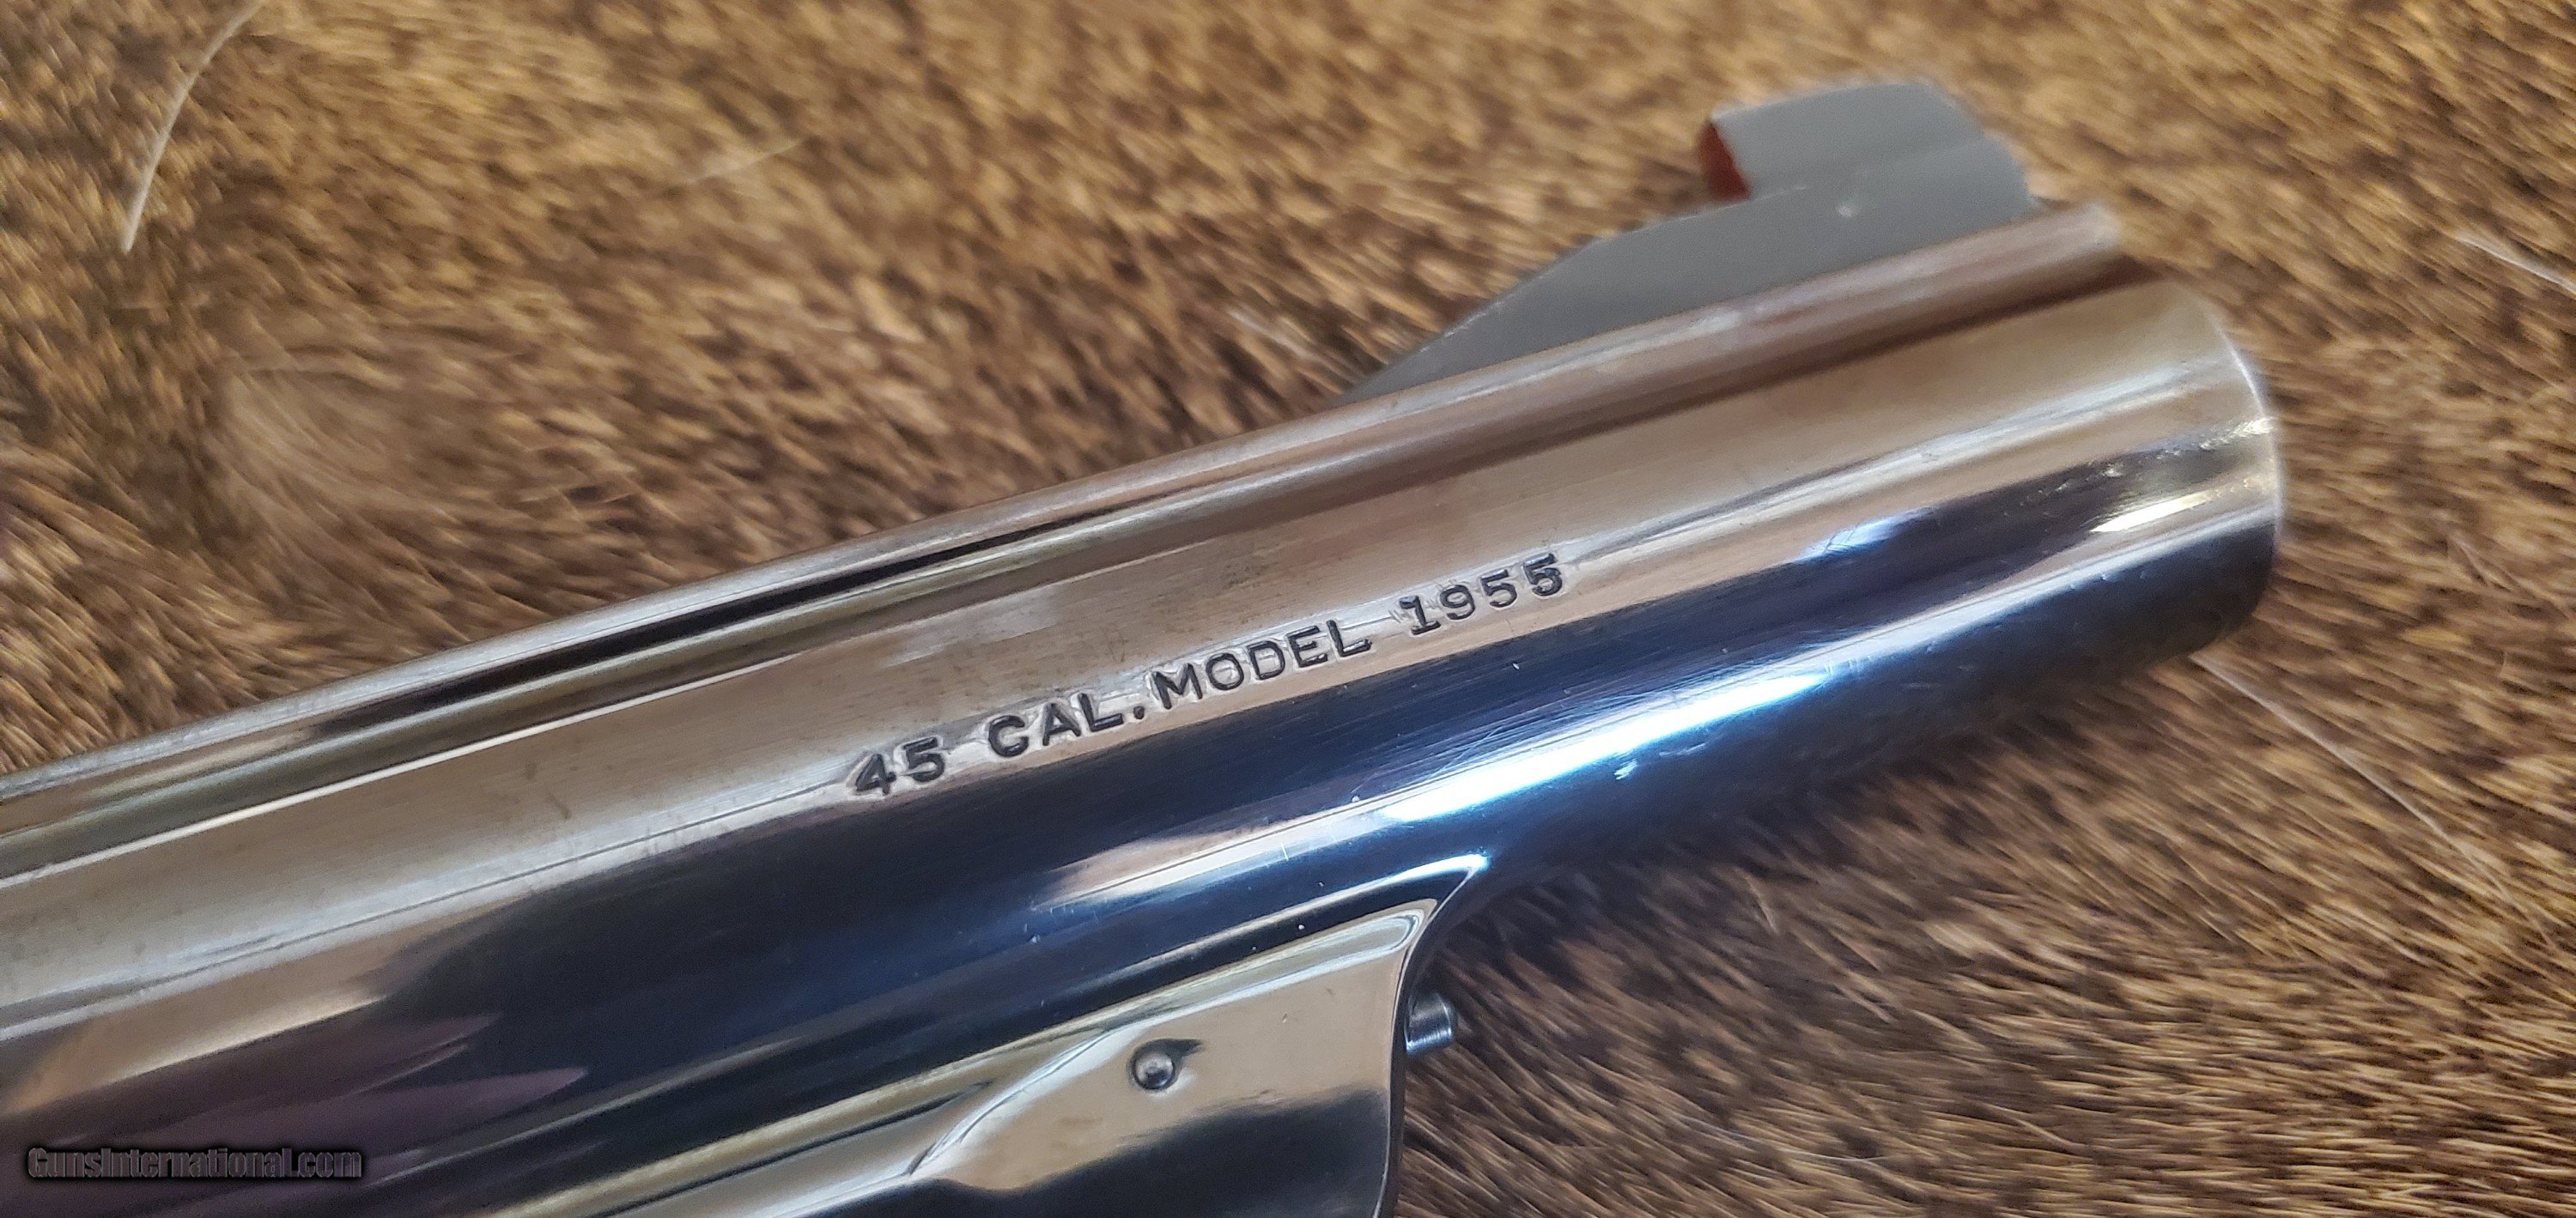 45 CAL. MODEL 1955
GunsInternational.com